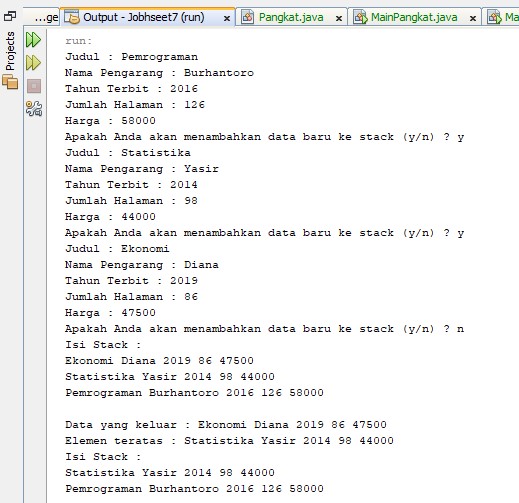 ...ge
Output - Jobhseet7 (run)
Pangkat.java
MainPangkat.java
Ma
Projects
run:
Judul : Pemrograman
Nama Pengarang : Burhantoro
Tahun Terbit : 2016
Jumlah Halaman : 126
Harga : 58000
Apakah Anda akan menambahkan data baru ke stack (y/n) ? y
Judul : Statistika
Nama Pengarang : Yasir
Tahun Terbit : 2014
Jumlah Halaman : 98
Harga : 44000
Apakah Anda akan menambahkan data baru ke stack (y/n) ? y
Judul : Ekonomi
Nama Pengarang : Diana
Tahun Terbit : 2019
Jumlah Halaman : 86
Harga : 47500
Apakah Anda akan menambahkan data baru ke stack (y/n) ? n
Isi Stack :
Ekonomi Diana 2019 86 47500
Statistika Yasir 2014 98 44000
Pemrograman Burhantoro 2016 126 58000
Data yang keluar : Ekonomi Diana 2019 86 47500
Elemen teratas : Statistika Yasir 2014 98 44000
Isi Stack :
Statistika Yasir 2014 98 44000
Pemrograman Burhantoro 2016 126 58000